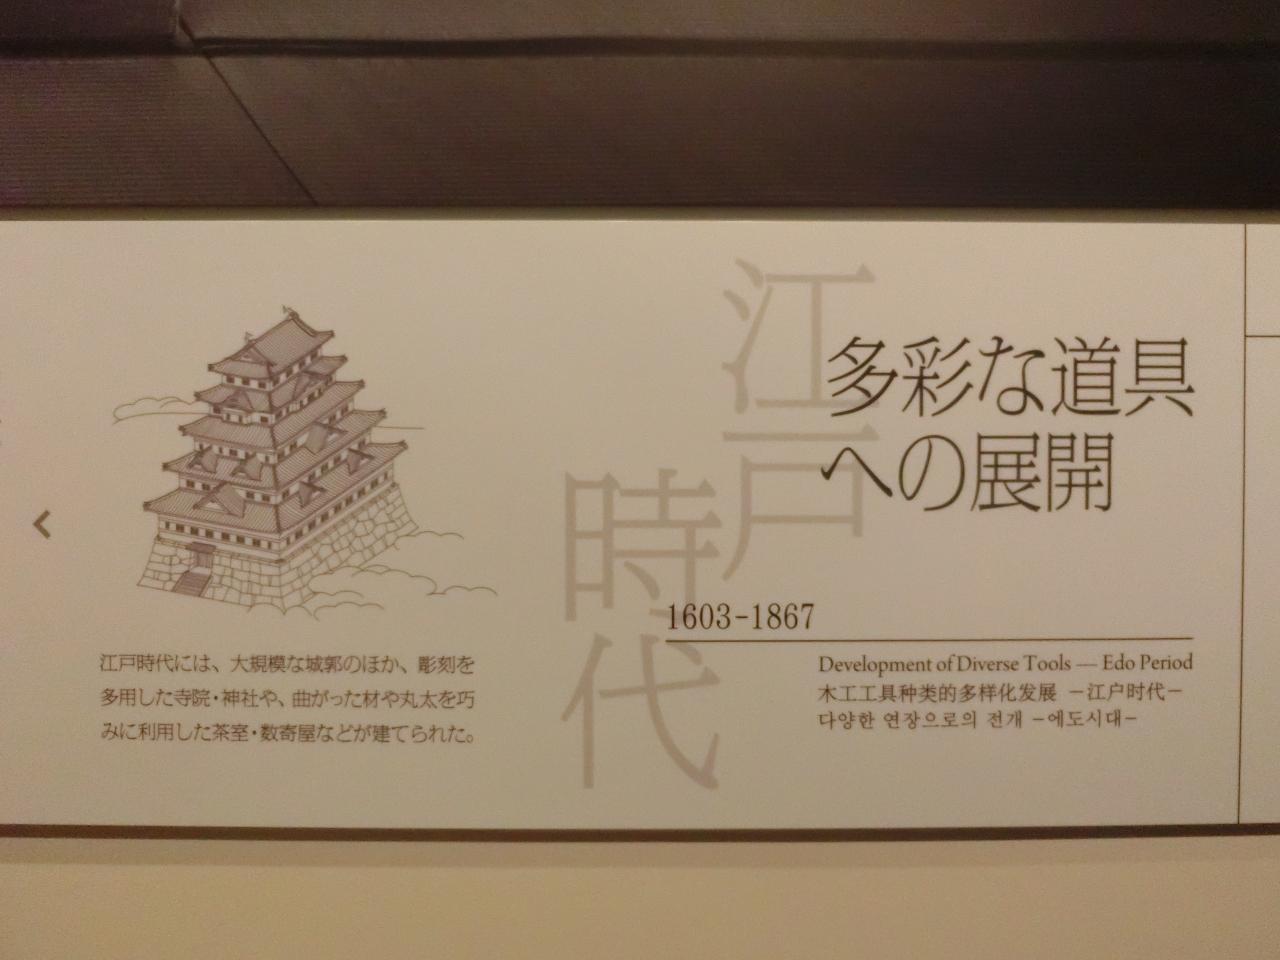 江戸
時代
多彩な道具
への展開
1603-1867
Development of Diverse Tools — Edo Period
木工工具种类的多样化发展 －江户时代－
다양한 연장으로의 전개 －에도시대－
江戸時代には、大規模な城郭のほか、彫刻を
多用した寺院・神社や、曲がった材や丸太を巧
みに利用した茶室・数寄屋などが建てられた。